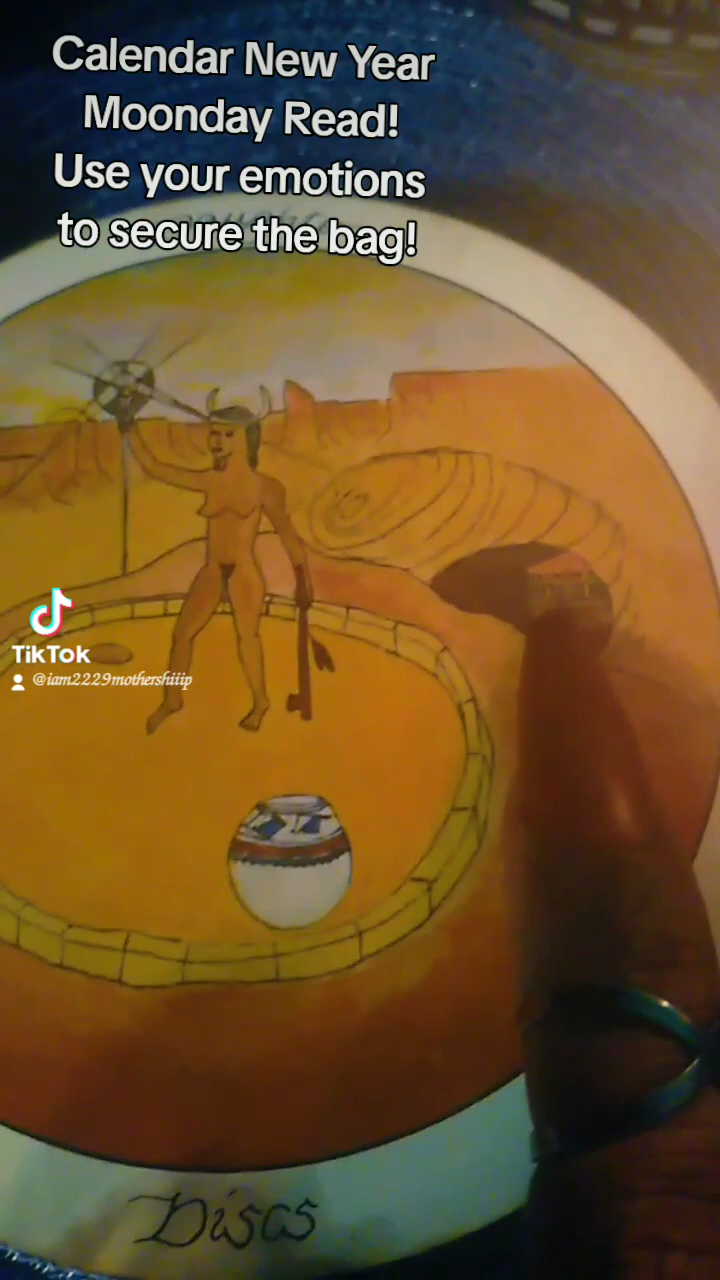 Calendar New Year
Moonday Read!
Use your emotions
to secure the bag!
TikTok
@iam2229mothershiiip
Discs